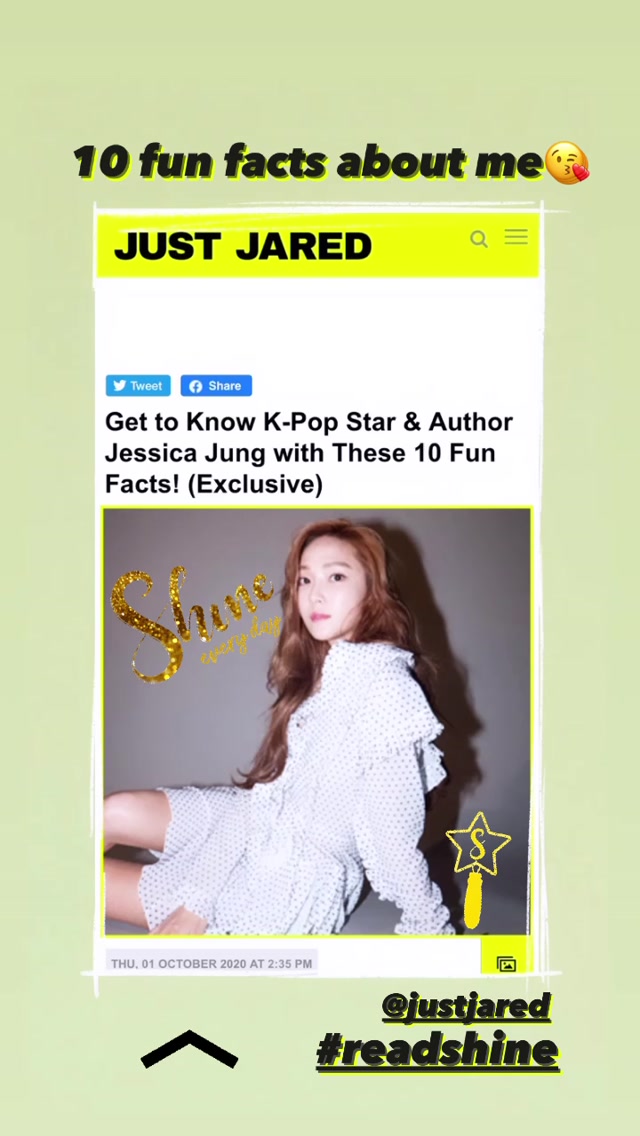 10 fun facts about me😘
JUST JARED
Tweet
Share
Get to Know K-Pop Star & Author
Jessica Jung with These 10 Fun
Facts! (Exclusive)
Shine
every day
S
THU, 01 OCTOBER 2020 AT 2:35 PM
@justjared
#readshine